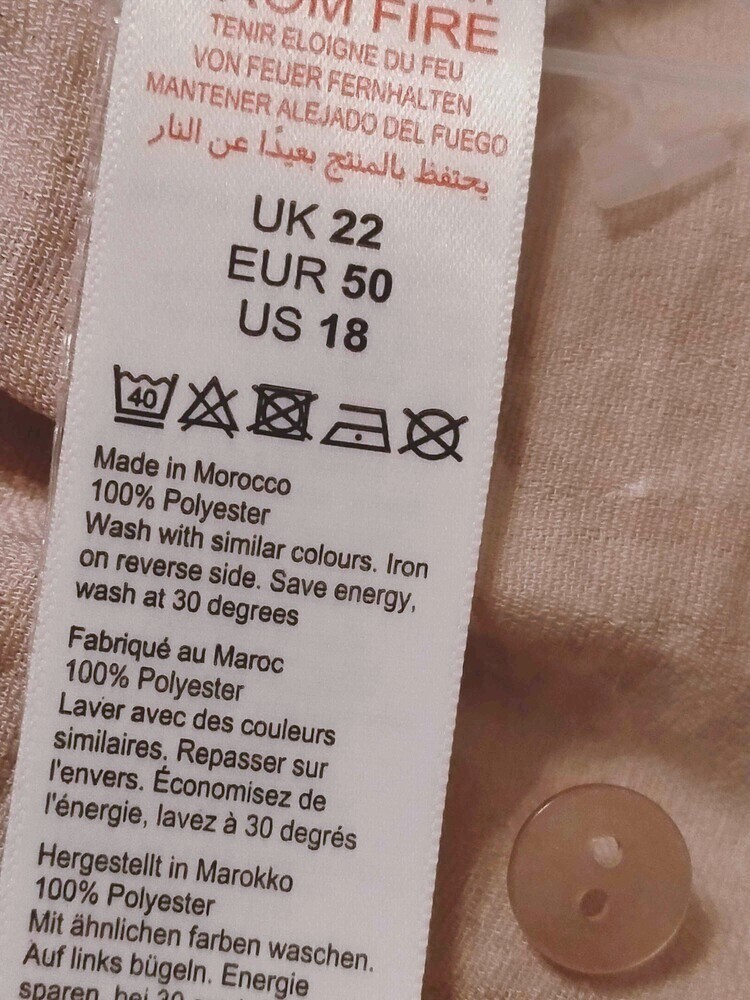 FROM FIRE
TENIR ELOIGNE DU FEU
VON FEUER FERNHALTEN
MANTENER ALEJADO DEL FUEGO
يحتفظ بالمنتج بعيدًا عن النار
UK 22
EUR 50
US 18
40
Made in Morocco
100% Polyester
Wash with similar colours. Iron
on reverse side. Save energy,
wash at 30 degrees
Fabriqué au Maroc
100% Polyester
Laver avec des couleurs
similaires. Repasser sur
l'envers. Économisez de
l'énergie, lavez à 30 degrés
Hergestellt in Marokko
100% Polyester
Mit ähnlichen farben waschen.
Auf links bügeln. Energie
sparen, bei 30